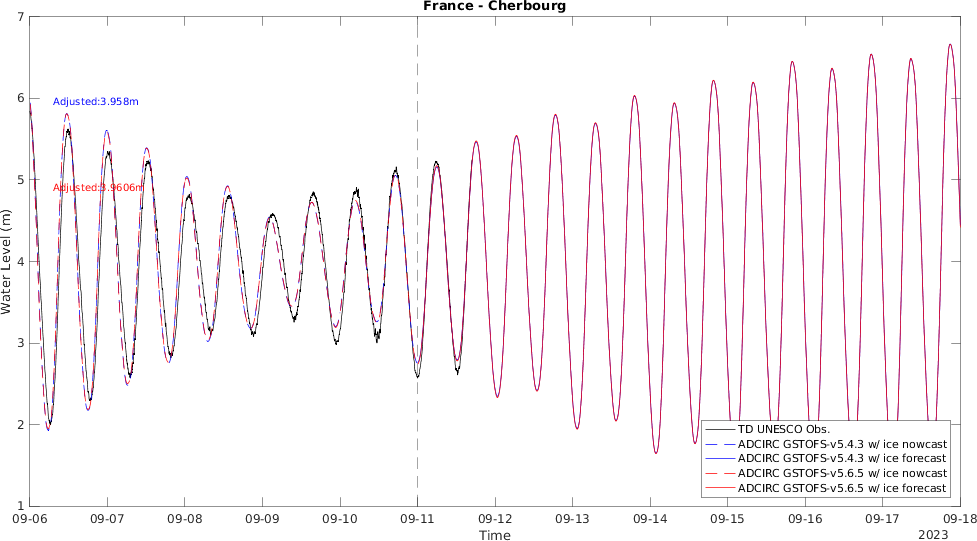 France - Cherbourg
7
6
5
4
3
2
1
Water Level (m)
Adjusted:3.958m
Adjusted:3.9606m
TD UNESCO Obs.
ADCIRC GSTOFS-v5.4.3 w/ ice nowcast
ADCIRC GSTOFS-v5.4.3 w/ ice forecast
ADCIRC GSTOFS-v5.6.5 w/ ice nowcast
ADCIRC GSTOFS-v5.6.5 w/ ice forecast
09-06 09-07 09-08 09-09 09-10 09-11 09-12 09-13 09-14 09-15 09-16 09-17 09-18
Time
2023